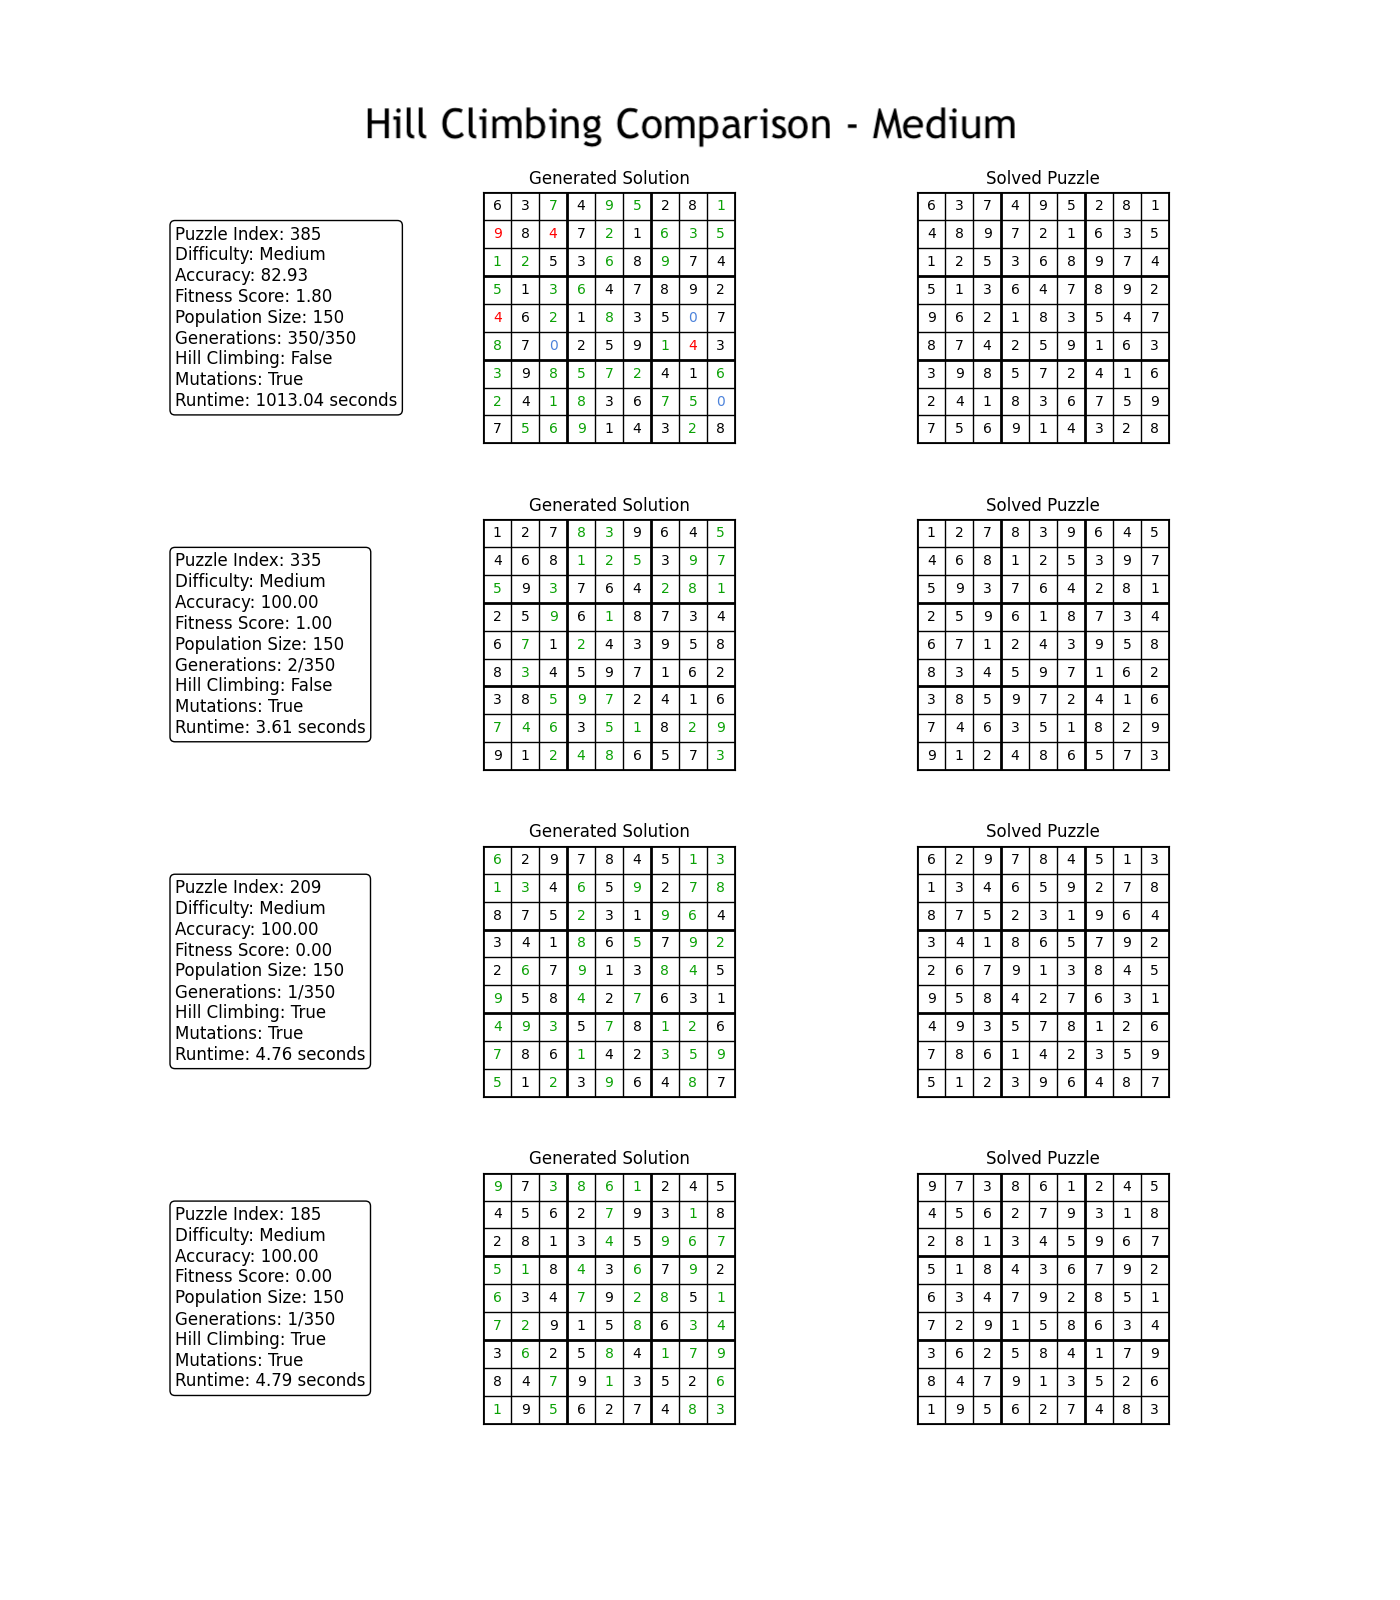 Hill Climbing Comparison - Medium
Generated Solution Solved Puzzle
Puzzle Index: 385
Difficulty: Medium
Accuracy: 82.93
Fitness Score: 1.80
Population Size: 150
Generations: 350/350
Hill Climbing: False
Mutations: True
Runtime: 1013.04 seconds
6 3 7 4 9 5 2 8 1
9 8 4 7 2 1 6 3 5
1 2 5 3 6 8 9 7 4
5 1 3 6 4 7 8 9 2
4 6 2 1 8 3 5 0 7
8 7 0 2 5 9 1 4 3
3 9 8 5 7 2 4 1 6
2 4 1 8 3 6 7 5 0
7 5 6 9 1 4 3 2 8
6 3 7 4 9 5 2 8 1
4 8 9 7 2 1 6 3 5
1 2 5 3 6 8 9 7 4
5 1 3 6 4 7 8 9 2
9 6 2 1 8 3 5 4 7
8 7 4 2 5 9 1 6 3
3 9 8 5 7 2 4 1 6
2 4 1 8 3 6 7 5 9
7 5 6 9 1 4 3 2 8
Generated Solution Solved Puzzle
Puzzle Index: 335
Difficulty: Medium
Accuracy: 100.00
Fitness Score: 1.00
Population Size: 150
Generations: 2/350
Hill Climbing: False
Mutations: True
Runtime: 3.61 seconds
1 2 7 8 3 9 6 4 5
4 6 8 1 2 5 3 9 7
5 9 3 7 6 4 2 8 1
2 5 9 6 1 8 7 3 4
6 7 1 2 4 3 9 5 8
8 3 4 5 9 7 1 6 2
3 8 5 9 7 2 4 1 6
7 4 6 3 5 1 8 2 9
9 1 2 4 8 6 5 7 3
1 2 7 8 3 9 6 4 5
4 6 8 1 2 5 3 9 7
5 9 3 7 6 4 2 8 1
2 5 9 6 1 8 7 3 4
6 7 1 2 4 3 9 5 8
8 3 4 5 9 7 1 6 2
3 8 5 9 7 2 4 1 6
7 4 6 3 5 1 8 2 9
9 1 2 4 8 6 5 7 3
Generated Solution Solved Puzzle
Puzzle Index: 209
Difficulty: Medium
Accuracy: 100.00
Fitness Score: 0.00
Population Size: 150
Generations: 1/350
Hill Climbing: True
Mutations: True
Runtime: 4.76 seconds
6 2 9 7 8 4 5 1 3
1 3 4 6 5 9 2 7 8
8 7 5 2 3 1 9 6 4
3 4 1 8 6 5 7 9 2
2 6 7 9 1 3 8 4 5
9 5 8 4 2 7 6 3 1
4 9 3 5 7 8 1 2 6
7 8 6 1 4 2 3 5 9
5 1 2 3 9 6 4 8 7
6 2 9 7 8 4 5 1 3
1 3 4 6 5 9 2 7 8
8 7 5 2 3 1 9 6 4
3 4 1 8 6 5 7 9 2
2 6 7 9 1 3 8 4 5
9 5 8 4 2 7 6 3 1
4 9 3 5 7 8 1 2 6
7 8 6 1 4 2 3 5 9
5 1 2 3 9 6 4 8 7
Generated Solution Solved Puzzle
Puzzle Index: 185
Difficulty: Medium
Accuracy: 100.00
Fitness Score: 0.00
Population Size: 150
Generations: 1/350
Hill Climbing: True
Mutations: True
Runtime: 4.79 seconds
9 7 3 8 6 1 2 4 5
4 5 6 2 7 9 3 1 8
2 8 1 3 4 5 9 6 7
5 1 8 4 3 6 7 9 2
6 3 4 7 9 2 8 5 1
7 2 9 1 5 8 6 3 4
3 6 2 5 8 4 1 7 9
8 4 7 9 1 3 5 2 6
1 9 5 6 2 7 4 8 3
9 7 3 8 6 1 2 4 5
4 5 6 2 7 9 3 1 8
2 8 1 3 4 5 9 6 7
5 1 8 4 3 6 7 9 2
6 3 4 7 9 2 8 5 1
7 2 9 1 5 8 6 3 4
3 6 2 5 8 4 1 7 9
8 4 7 9 1 3 5 2 6
1 9 5 6 2 7 4 8 3